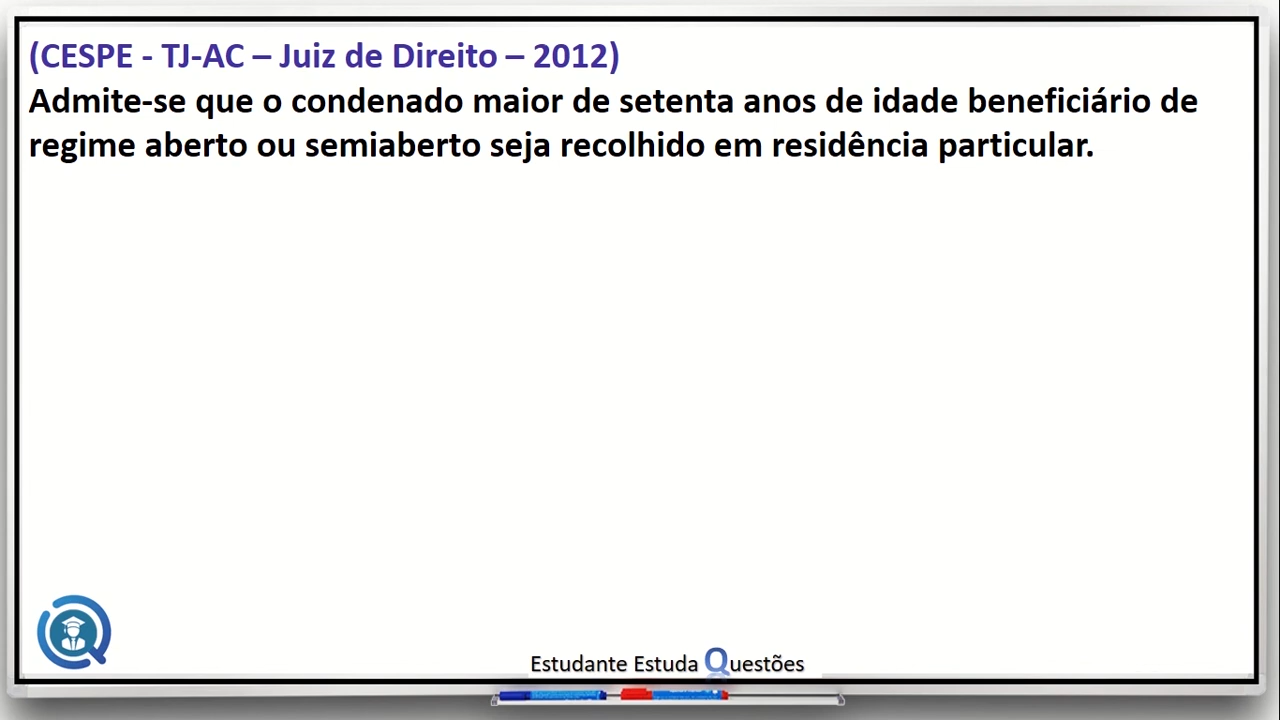 (CESPE - TJ-AC – Juiz de Direito – 2012)
Admite-se que o condenado maior de setenta anos de idade beneficiário de
regime aberto ou semiaberto seja recolhido em residência particular.
Estudante Estuda Questões